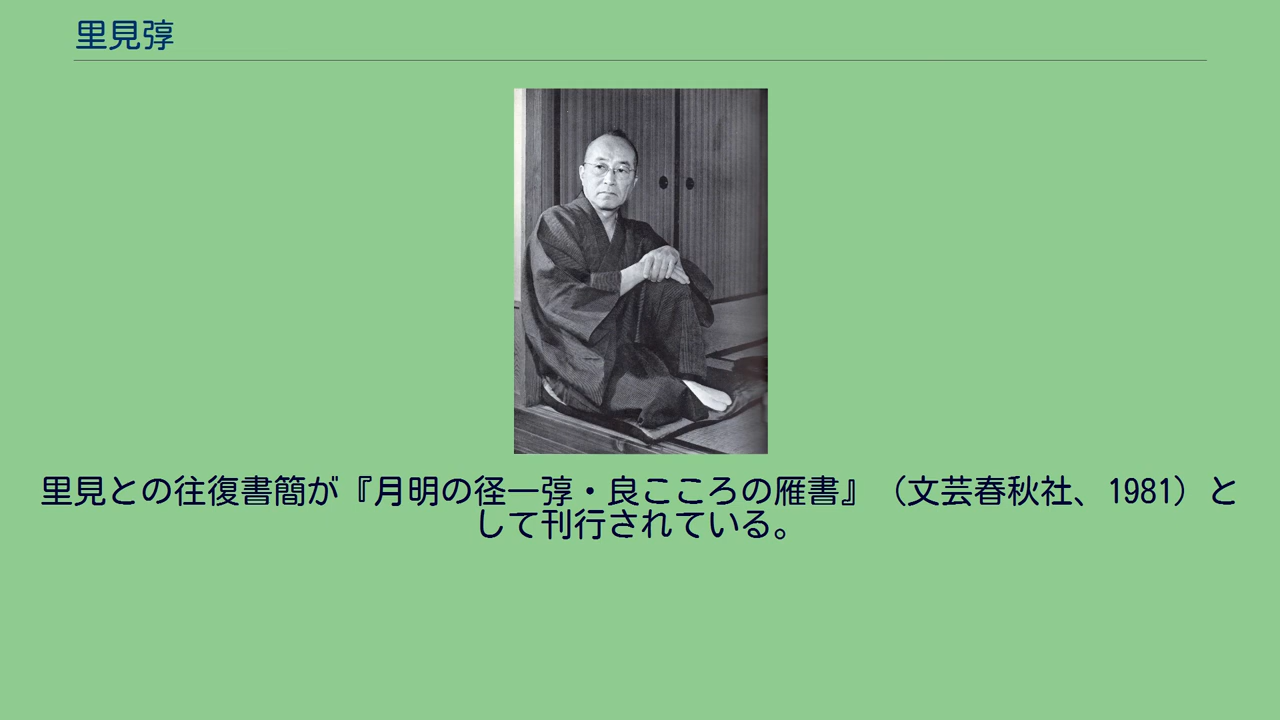 里見弴
里見との往復書簡が『月明の径一弴・良こころの雁書』（文芸春秋社、1981）と
して刊行されている。